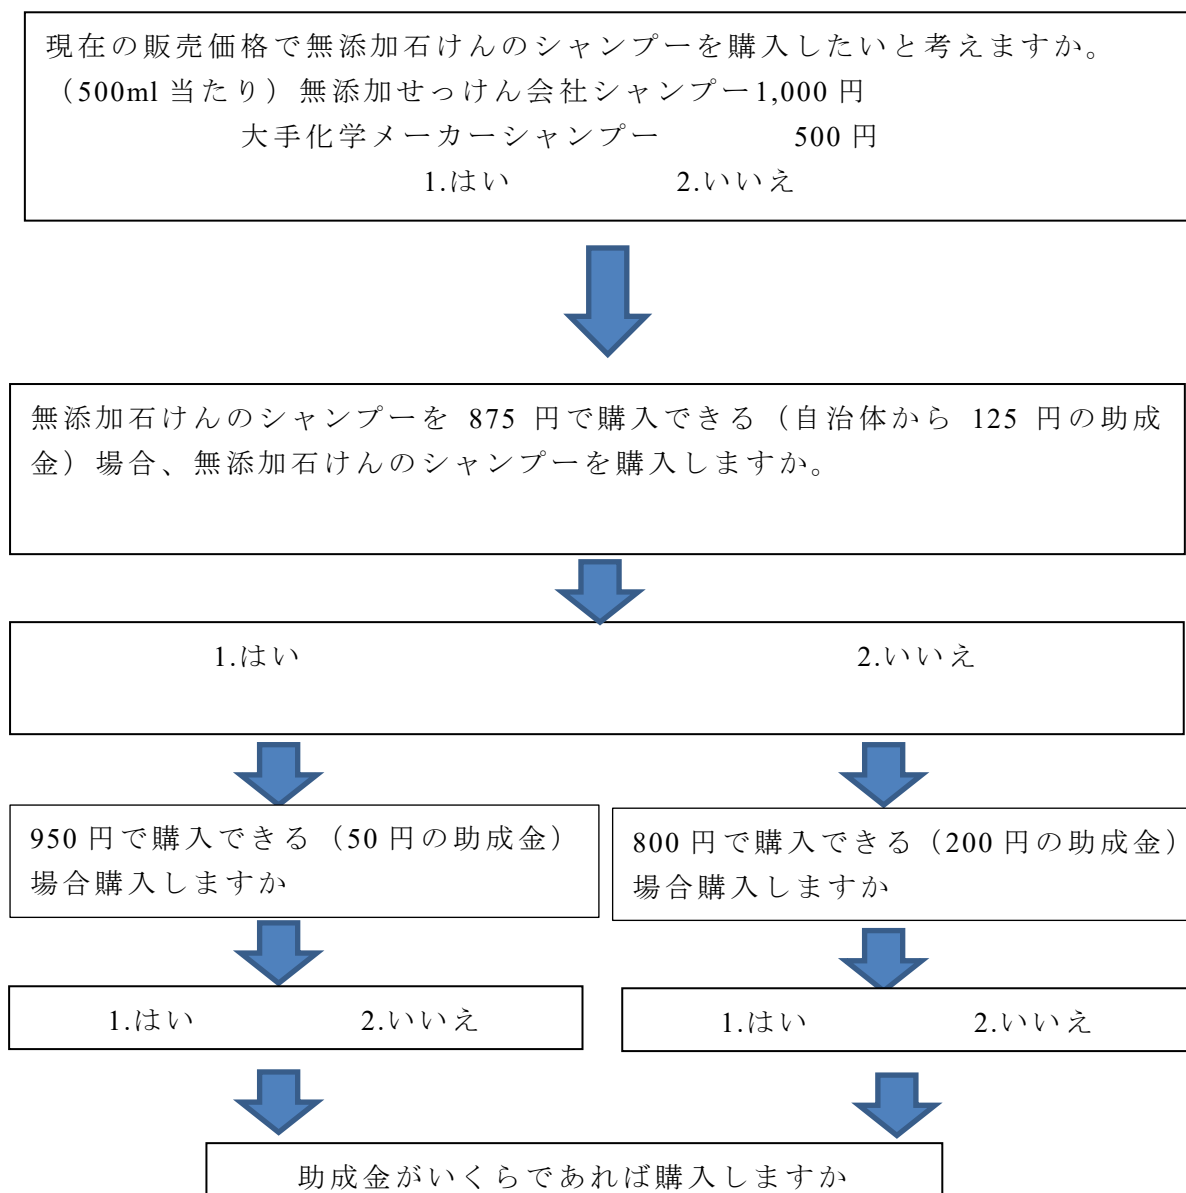 現在の販売価格で無添加石けんのシャンプーを購入したいと考えますか。
（500ml 当たり）無添加せっけん会社シャンプー1,000 円
大手化学メーカーシャンプー 500 円
1.はい 2.いいえ
無添加石けんのシャンプーを 875 円で購入できる（自治体から 125 円の助成
金）場合、無添加石けんのシャンプーを購入しますか。
1.はい 2.いいえ
950 円で購入できる（50 円の助成金）
場合購入しますか
800 円で購入できる（200 円の助成金）
場合購入しますか
1.はい 2.いいえ
1.はい 2.いいえ
助成金がいくらであれば購入しますか